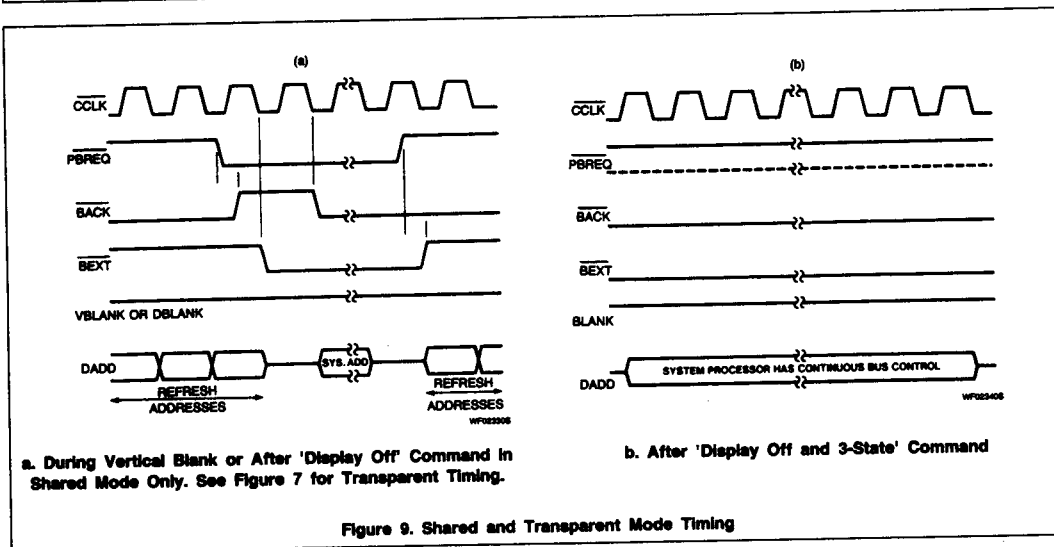 (a)
CCLK
PBREQ
BACK
BEXT
VBLANK OR DBLANK
DADD
SYS. ADD
REFRESH
ADDRESSES
REFRESH
ADDRESSES
WF02330S
a. During Vertical Blank or After 'Display Off' Command in
Shared Mode Only. See Figure 7 for Transparent Timing.
(b)
CCLK
PBREQ
BACK
BEXT
BLANK
DADD
SYSTEM PROCESSOR HAS CONTINUOUS BUS CONTROL
WF02340S
b. After 'Display Off and 3-State' Command
Figure 9. Shared and Transparent Mode Timing